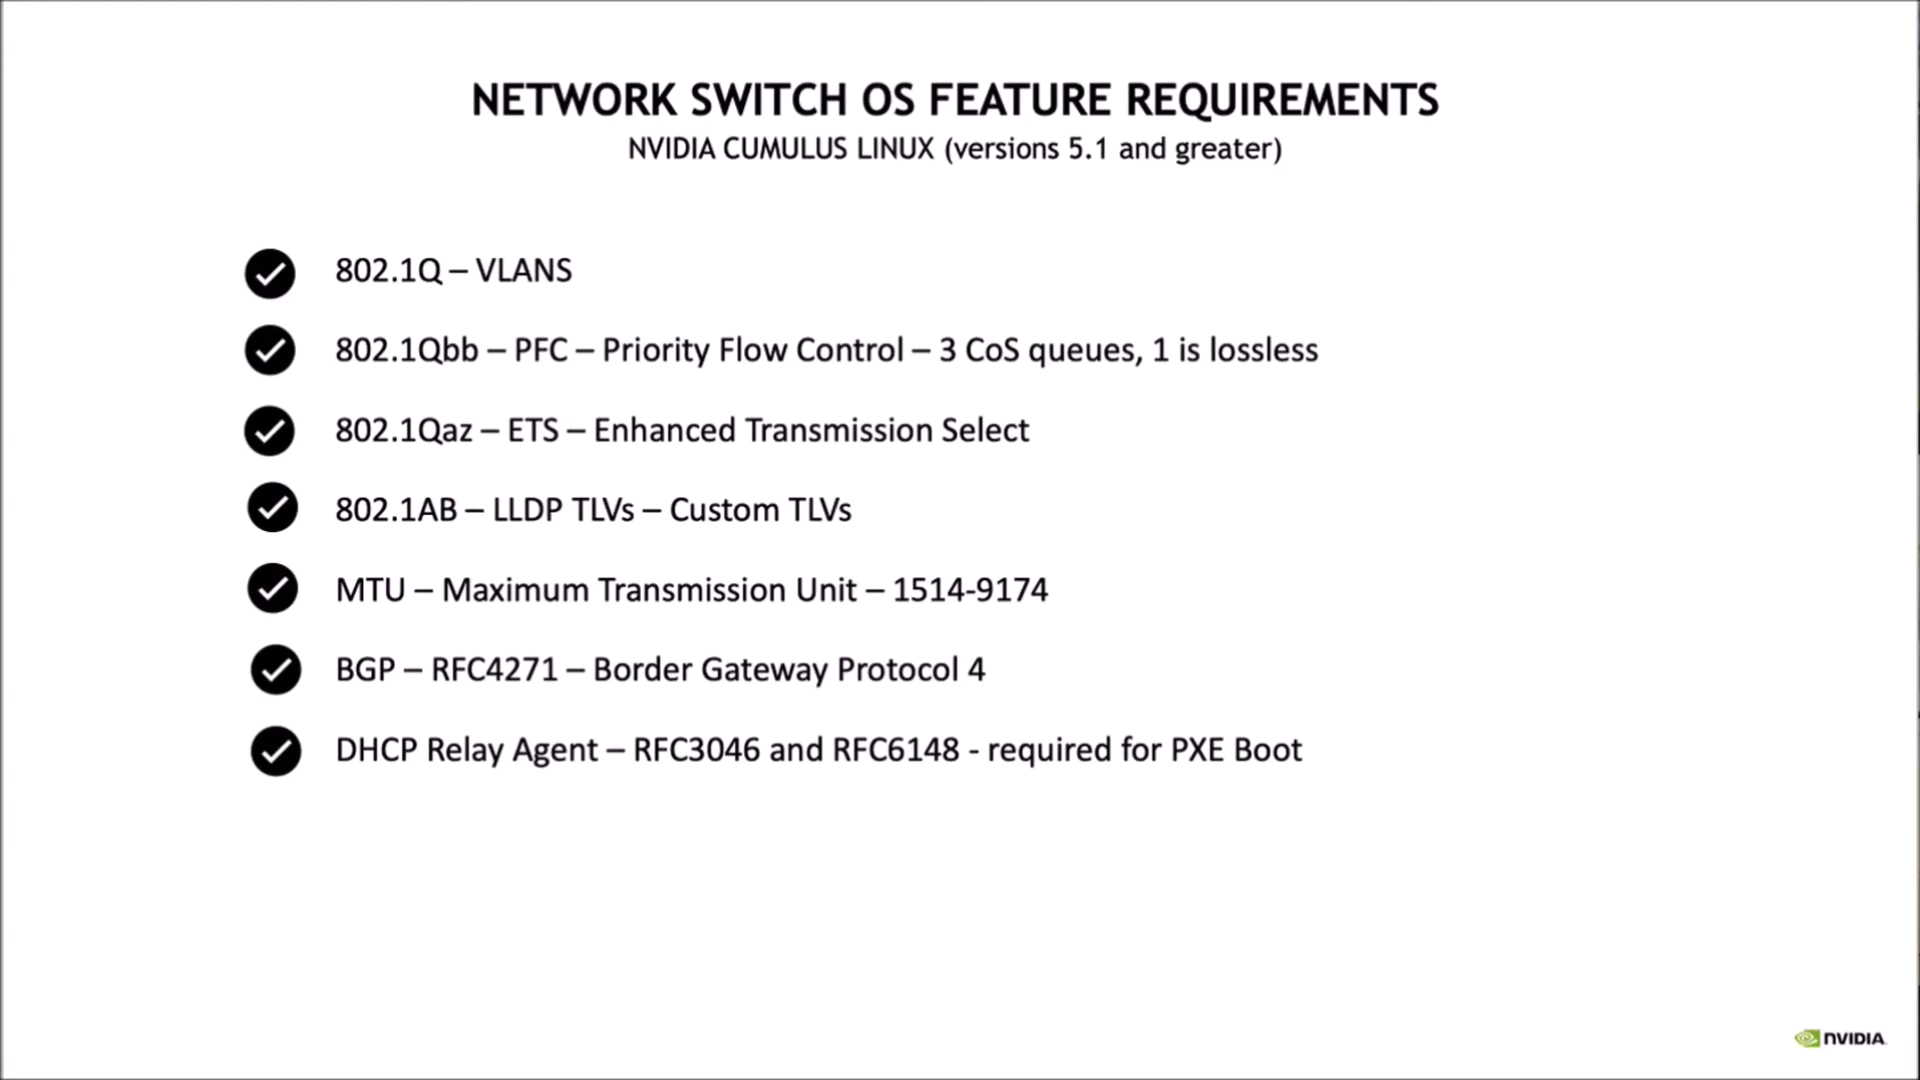 NETWORK SWITCH OS FEATURE REQUIREMENTS
NVIDIA CUMULUS LINUX (versions 5.1 and greater)
802.1Q – VLANS
802.1Qbb – PFC – Priority Flow Control – 3 CoS queues, 1 is lossless
802.1Qaz – ETS – Enhanced Transmission Select
802.1AB – LLDP TLVs – Custom TLVs
MTU – Maximum Transmission Unit – 1514-9174
BGP – RFC4271 – Border Gateway Protocol 4
DHCP Relay Agent – RFC3046 and RFC6148 - required for PXE Boot
NVIDIA.